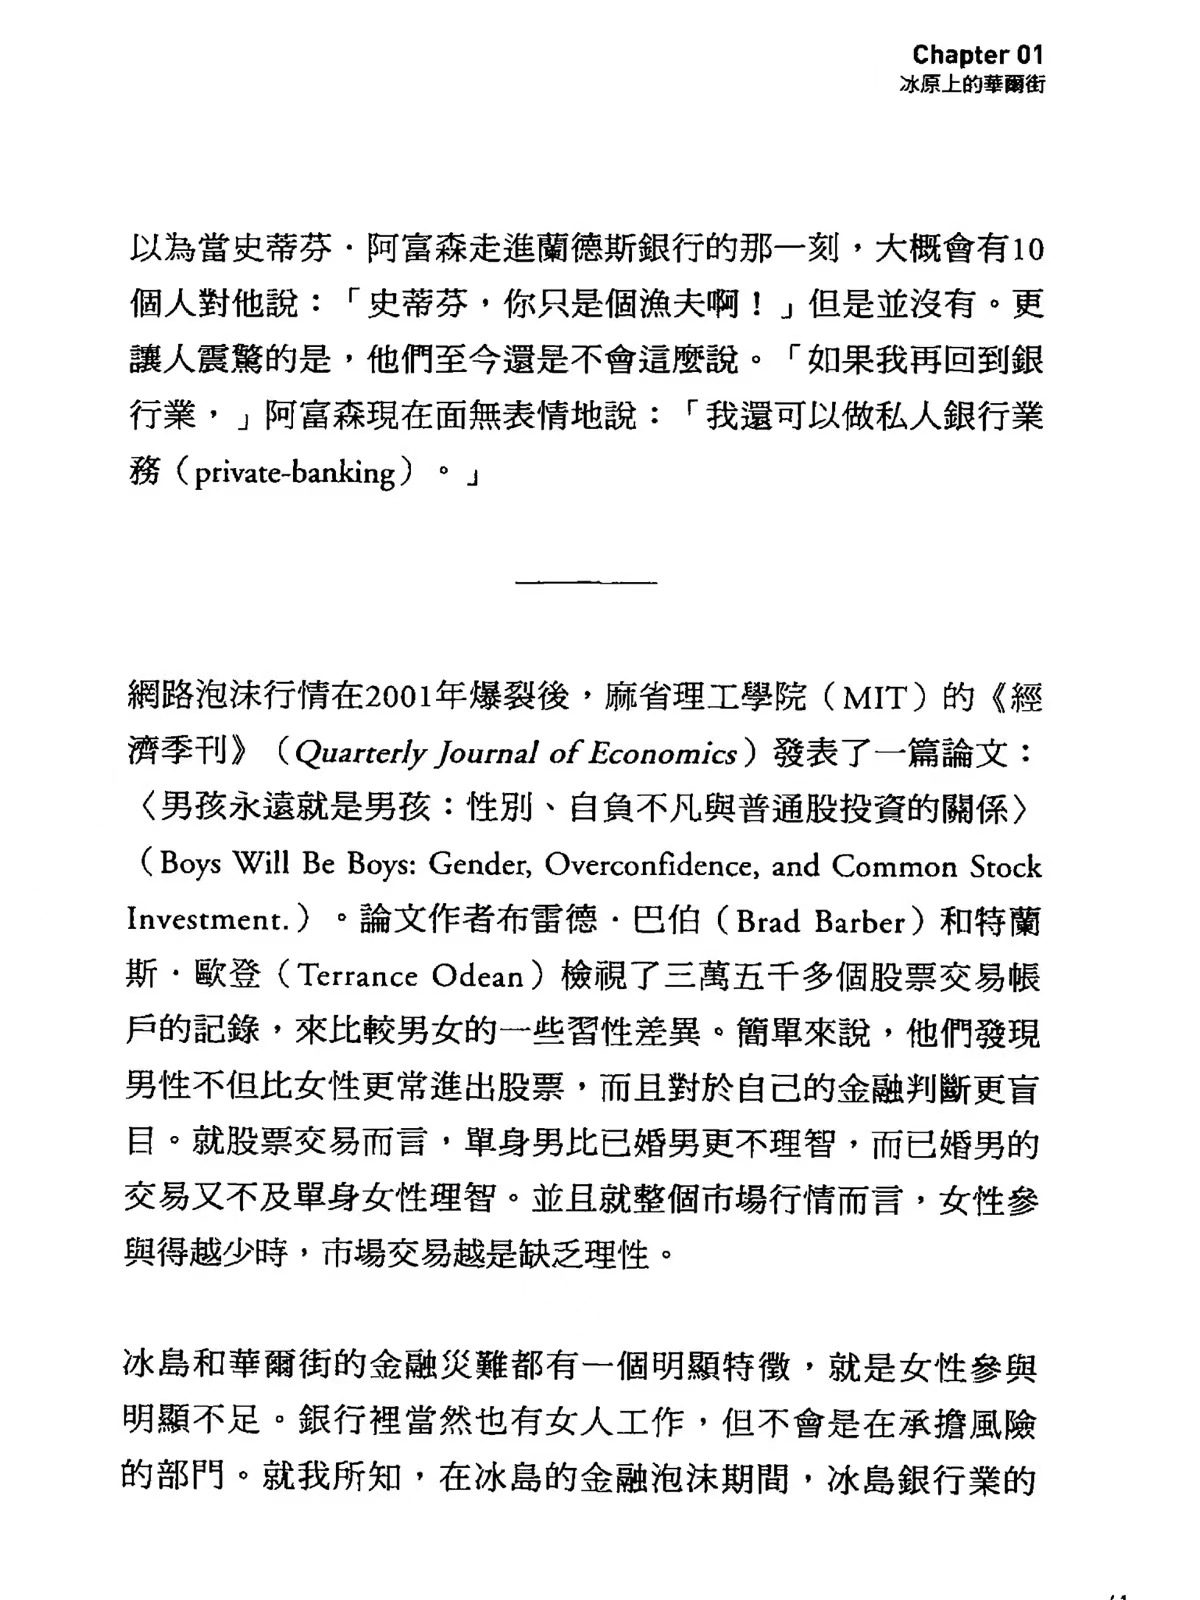 Chapter 01
冰原上的華爾街
以為當史蒂芬・阿富森走進蘭德斯銀行的那一刻，大概會有10
個人對他說：「史蒂芬，你只是個漁夫啊！」但是並沒有。更
讓人震驚的是，他們至今還是不會這麼說。「如果我再回到銀
行業，」阿富森現在面無表情地說：「我還可以做私人銀行業
務（private-banking）。」
網路泡沫行情在2001年爆裂後，麻省理工學院（MIT）的《經
濟季刊》（Quarterly Journal of Economics）發表了一篇論文：
〈男孩永遠就是男孩：性別、自負不凡與普通股投資的關係〉
（Boys Will Be Boys: Gender, Overconfidence, and Common Stock
Investment.）。論文作者布雷德・巴伯（Brad Barber）和特蘭
斯・歐登（Terrance Odean）檢視了三萬五千多個股票交易帳
戶的記錄，來比較男女的一些習性差異。簡單來說，他們發現
男性不但比女性更常進出股票，而且對於自己的金融判斷更盲
目。就股票交易而言，單身男比已婚男更不理智，而已婚男的
交易又不及單身女性理智。並且就整個市場行情而言，女性參
與得越少時，市場交易越是缺乏理性。
冰島和華爾街的金融災難都有一個明顯特徵，就是女性參與
明顯不足。銀行裡當然也有女人工作，但不會是在承擔風險
的部門。就我所知，在冰島的金融泡沫期間，冰島銀行業的